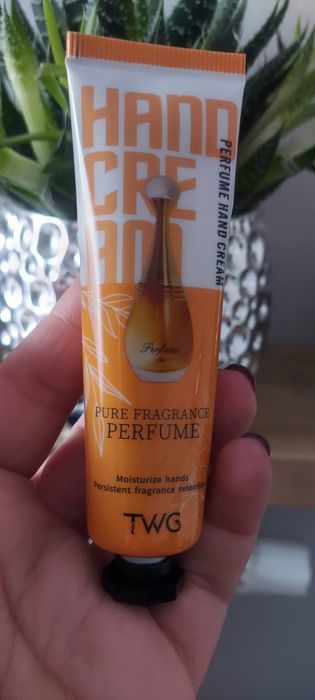 HAND
CRE
AM
PERFUME HAND CREAM
Perfume
PURE FRAGRANCE
PERFUME
Moisturize hands
Persistent fragrance retention
TWG